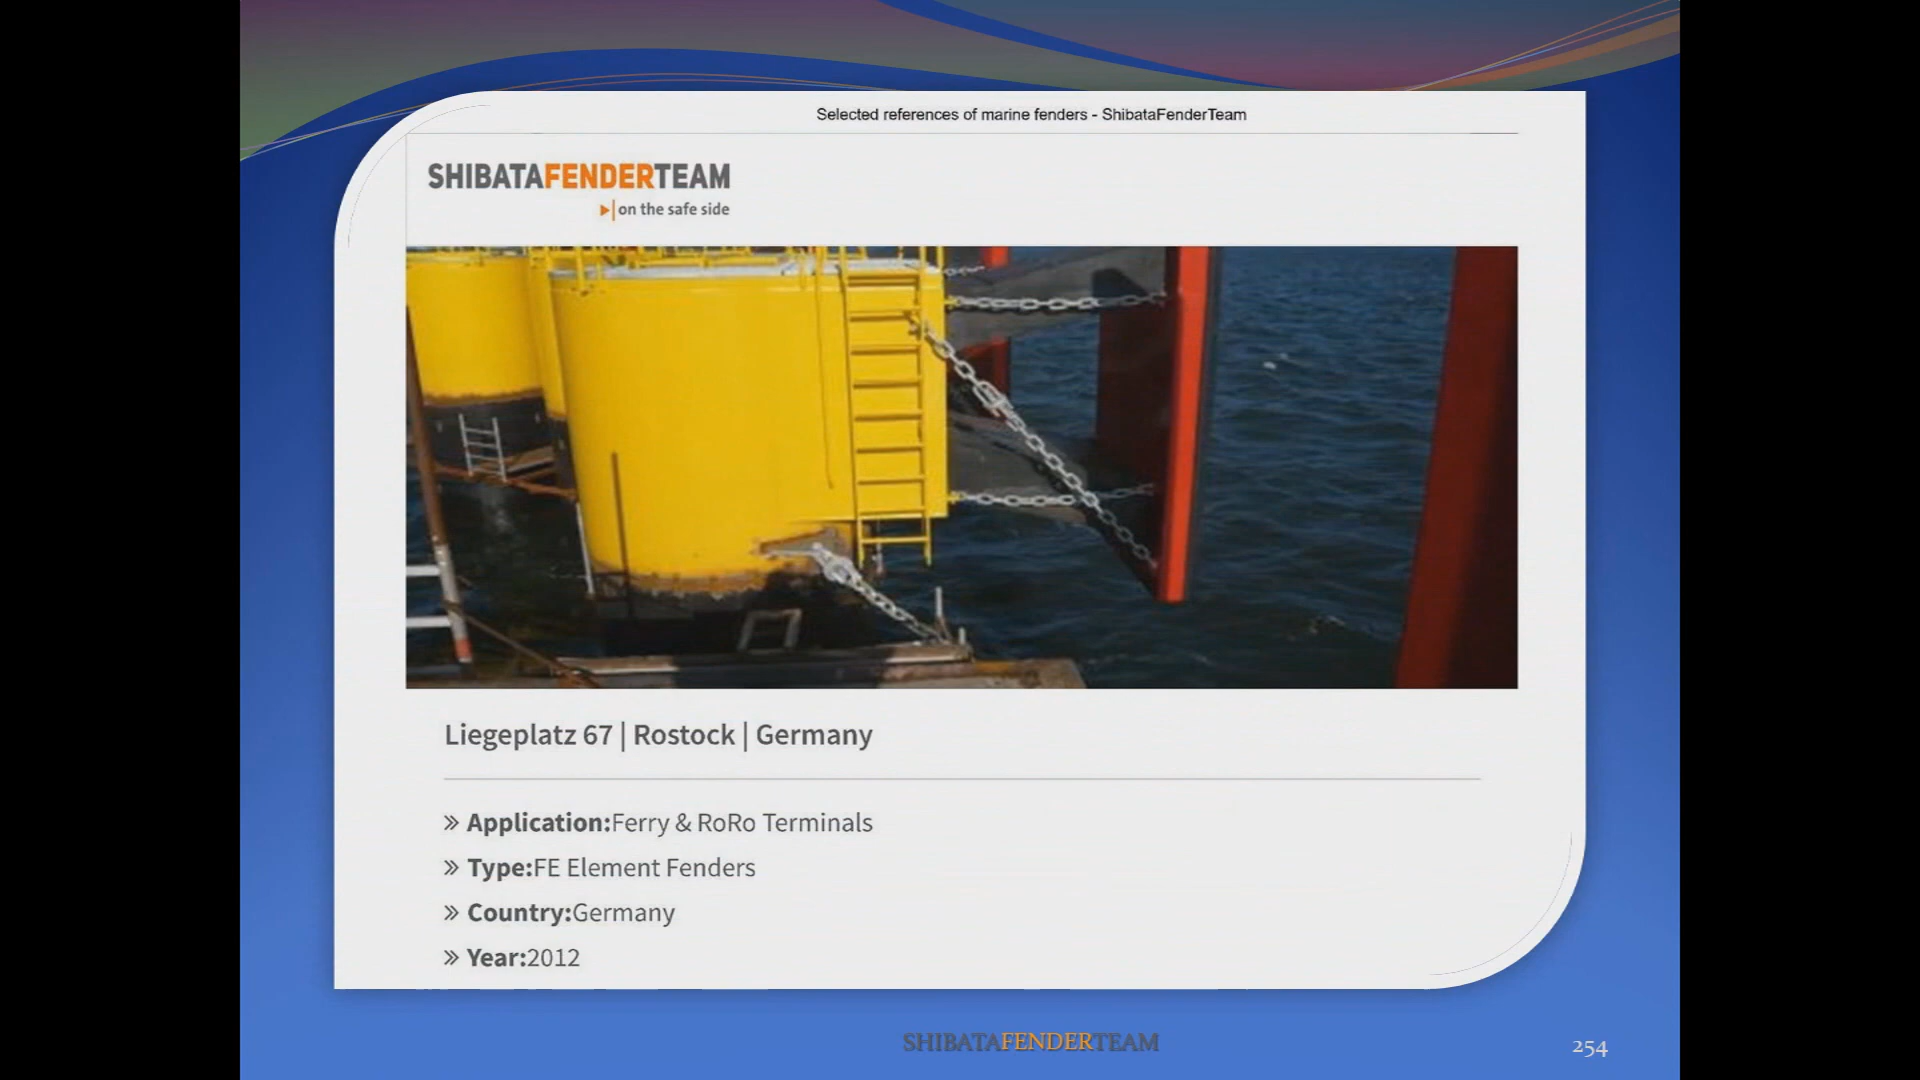 Selected references of marine fenders - ShibataFenderTeam
SHIBATAFENDERTEAM
on the safe side
Liegeplatz 67 | Rostock | Germany
» Application:Ferry & RoRo Terminals
» Type:FE Element Fenders
» Country:Germany
» Year:2012
SHIBATAFENDERTEAM
254